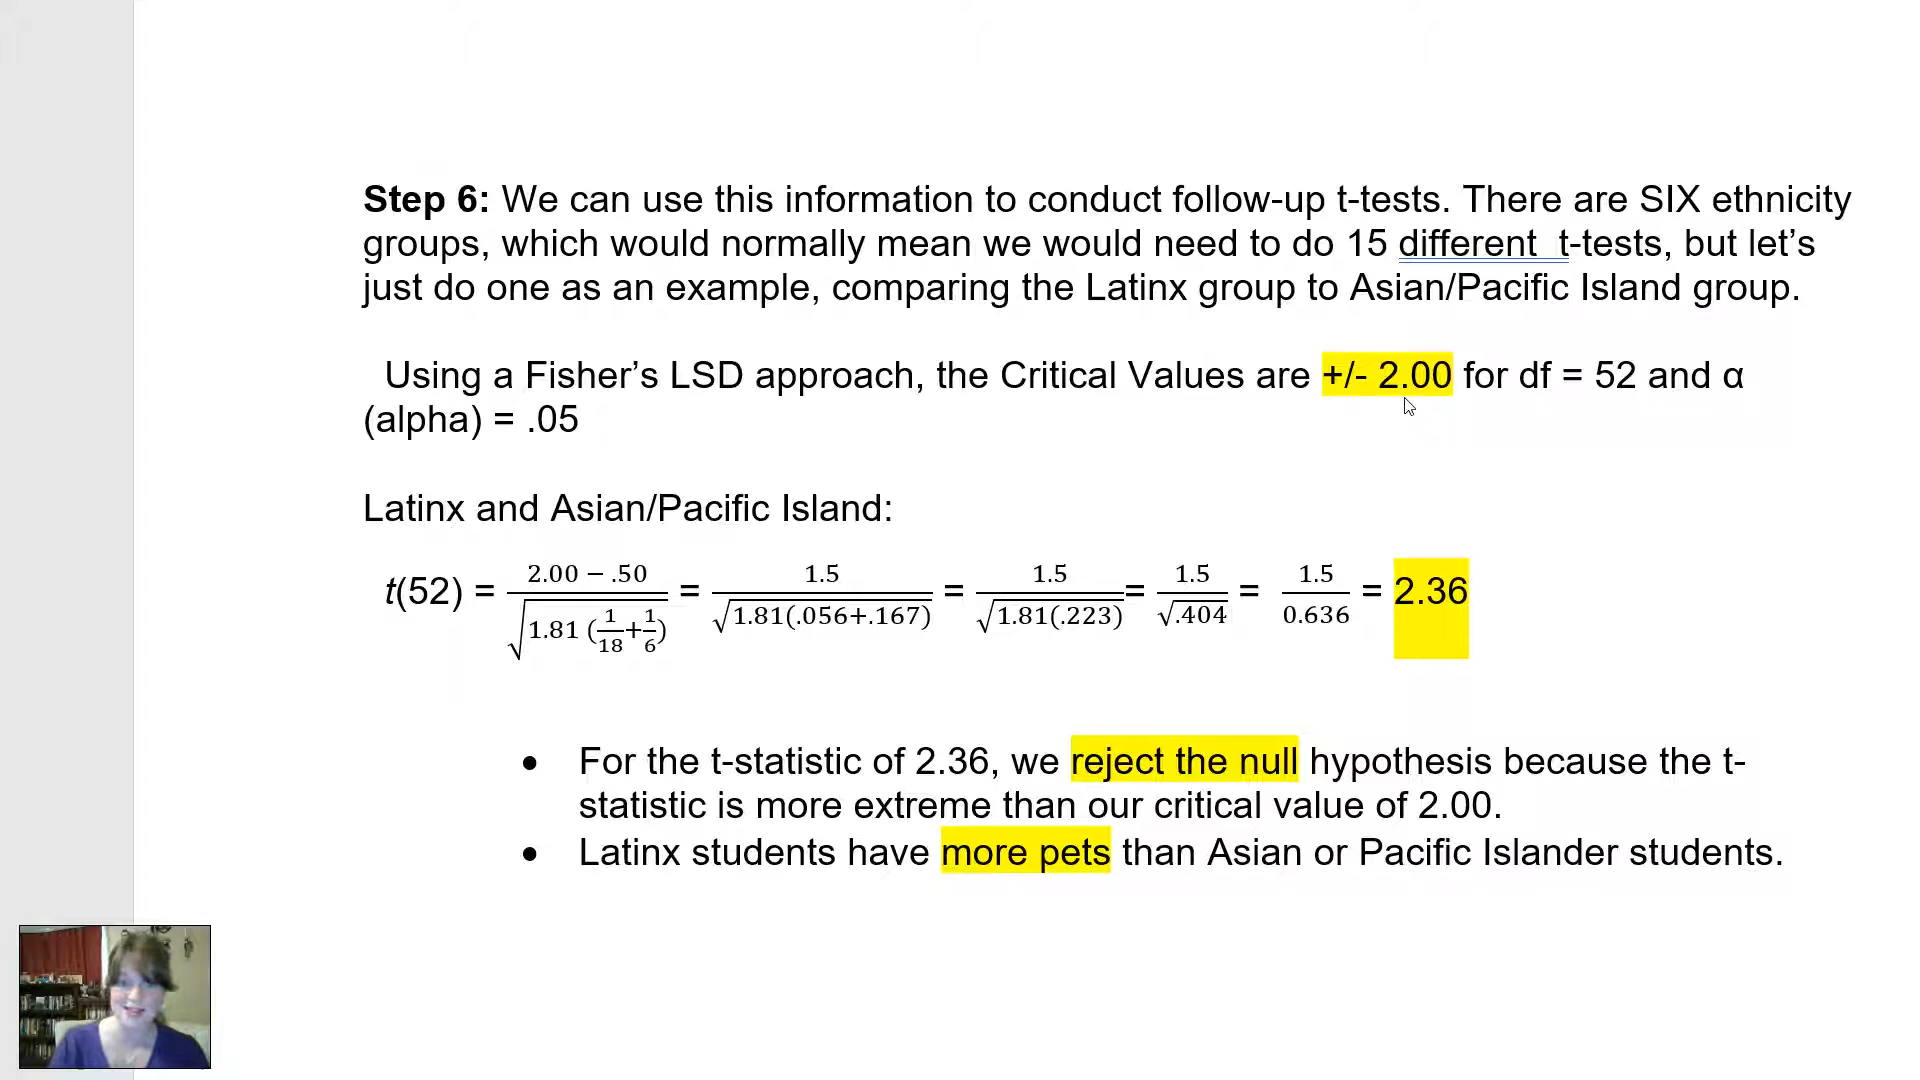 Step 6: We can use this information to conduct follow-up t-tests. There are SIX ethnicity
groups, which would normally mean we would need to do 15 different  t-tests, but let’s
just do one as an example, comparing the Latinx group to Asian/Pacific Island group.
Using a Fisher’s LSD approach, the Critical Values are +/- 2.00 for df = 52 and α
(alpha) = .05
Latinx and Asian/Pacific Island:
t(52) = (2.00 − .50)/√(1.81 (1/18+1/6)) = 1.5/√(1.81(.056+.167)) = 1.5/√(1.81(.223)) = 1.5/√.404 = 1.5/0.636 = 2.36
• For the t-statistic of 2.36, we reject the null hypothesis because the t-
statistic is more extreme than our critical value of 2.00.
• Latinx students have more pets than Asian or Pacific Islander students.